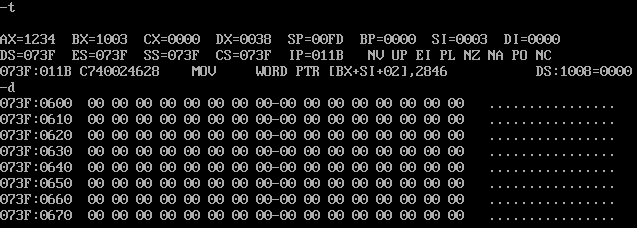 -t
AX=1234  BX=1003  CX=0000  DX=0038  SP=00FD  BP=0000  SI=0003  DI=0000
DS=073F  ES=073F  SS=073F  CS=073F  IP=011B   NV UP EI PL NZ NA PO NC
073F:011B C740024628    MOV     WORD PTR [BX+SI+02],2846           DS:1008=0000
-d
073F:0600  00 00 00 00 00 00 00 00-00 00 00 00 00 00 00 00   ................
073F:0610  00 00 00 00 00 00 00 00-00 00 00 00 00 00 00 00   ................
073F:0620  00 00 00 00 00 00 00 00-00 00 00 00 00 00 00 00   ................
073F:0630  00 00 00 00 00 00 00 00-00 00 00 00 00 00 00 00   ................
073F:0640  00 00 00 00 00 00 00 00-00 00 00 00 00 00 00 00   ................
073F:0650  00 00 00 00 00 00 00 00-00 00 00 00 00 00 00 00   ................
073F:0660  00 00 00 00 00 00 00 00-00 00 00 00 00 00 00 00   ................
073F:0670  00 00 00 00 00 00 00 00-00 00 00 00 00 00 00 00   ................